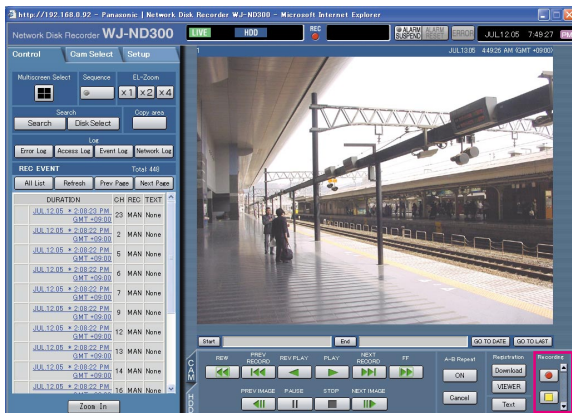 http://192.168.0.92 - Panasonic | Network Disk Recorder WJ-ND300 - Microsoft Internet Explorer
Network Disk Recorder WJ-ND300
LIVE HDD REC ALARM SUSPEND ALARM RESET ERROR JUL.12.05 7:49:27 PM
Control Cam Select Setup
1 JUL.13.05 4:49:26 AM (GMT +09:00)
Multiscreen Select Sequence EL-Zoom
x1 x2 x4
Search Copy area
Search Disk Select
Log
Error Log Access Log Event Log Network Log
REC EVENT Total: 448
All List Refresh Prev Page Next Page
DURATION CH REC TEXT
JUL.12.05 * 2:08:23 PM GMT +09:00 23 MAN None
JUL.12.05 * 2:08:22 PM GMT +09:00 2 MAN None
JUL.12.05 * 2:08:22 PM GMT +09:00 5 MAN None
JUL.12.05 * 2:08:22 PM GMT +09:00 6 MAN None
JUL.12.05 * 2:08:22 PM GMT +09:00 7 MAN None
JUL.12.05 * 2:08:22 PM GMT +09:00 9 MAN None
JUL.12.05 * 2:08:22 PM GMT +09:00 12 MAN None
JUL.12.05 * 2:08:22 PM GMT +09:00 13 MAN None
JUL.12.05 * 2:08:22 PM GMT +09:00 14 MAN None
JUL.12.05 * 2:08:22 PM 16 MAN None
Zoom In
Start End GO TO DATE GO TO LAST
CAM
HDD
REW PREV RECORD REV PLAY PLAY NEXT RECORD FF
PREV IMAGE PAUSE STOP NEXT IMAGE
A-B Repeat
ON
Cancel
Registration
Download
VIEWER
Text
Recording